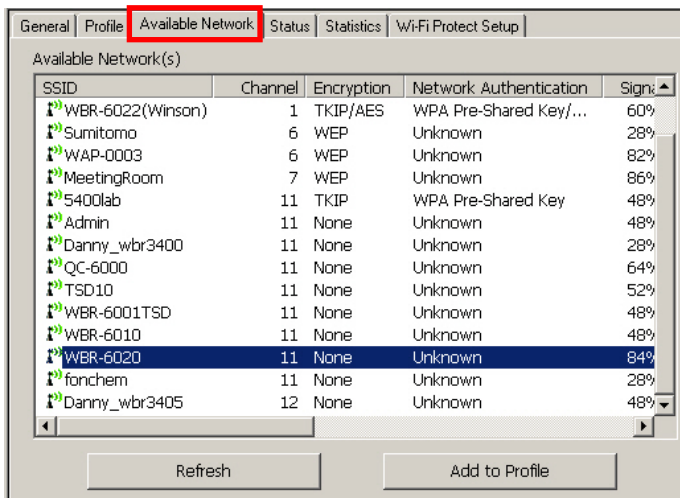 General Profile Available Network Status Statistics Wi-Fi Protect Setup
Available Network(s)
SSID Channel Encryption Network Authentication Signa
WBR-6022(Winson) 1 TKIP/AES WPA Pre-Shared Key/... 60%
Sumitomo 6 WEP Unknown 28%
WAP-0003 6 WEP Unknown 82%
MeetingRoom 7 WEP Unknown 86%
5400lab 11 TKIP WPA Pre-Shared Key 48%
Admin 11 None Unknown 48%
Danny_wbr3400 11 None Unknown 28%
QC-6000 11 None Unknown 64%
TSD10 11 None Unknown 52%
WBR-6001TSD 11 None Unknown 48%
WBR-6010 11 None Unknown 48%
WBR-6020 11 None Unknown 84%
fonchem 11 None Unknown 28%
Danny_wbr3405 12 None Unknown 48%
Refresh Add to Profile